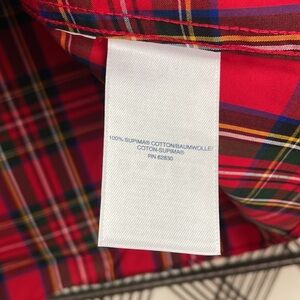 100% SUPIMA® COTTON/BAUMWOLLE/
COTON-SUPIMA®
RN 62830